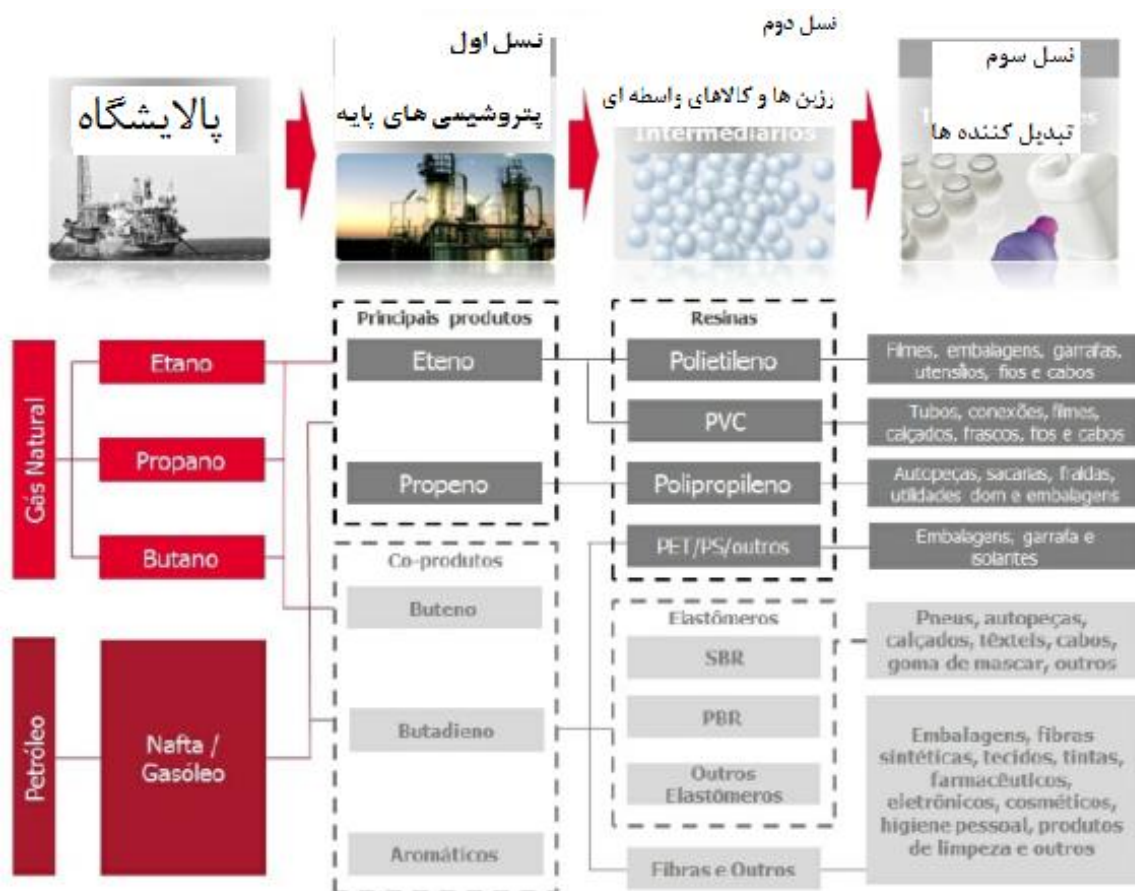 پالایشگاه
نسل اول
پتروشیمی های پایه
نسل دوم
رزین ها و کالاهای واسطه ای
Intermediários
نسل سوم
تبدیل کننده ها
Gás Natural
Etano
Propano
Butano
Petróleo
Nafta /
Gasóleo
Principais produtos
Eteno
Propeno
Co-produtos
Buteno
Butadieno
Aromáticos
Resinas
Polietileno
PVC
Polipropileno
PET/PS/outros
Elastômeros
SBR
PBR
Outros
Elastômeros
Fibras e Outros
Filmes, embalagens, garrafas,
utensílos, fios e cabos
Tubos, conexões, filmes,
calçados, frascos, fios e cabos
Autopeças, sacarias, fraldas,
utilidades dom e embalagens
Embalagens, garrafa e
isolantes
Pneus, autopeças,
calçados, têxteis, cabos,
goma de mascar, outros
Embalagens, fibras
sintéticas, tecidos, tintas,
farmacêuticos,
eletrônicos, cosméticos,
higiene pessoal, produtos
de limpeza e outros